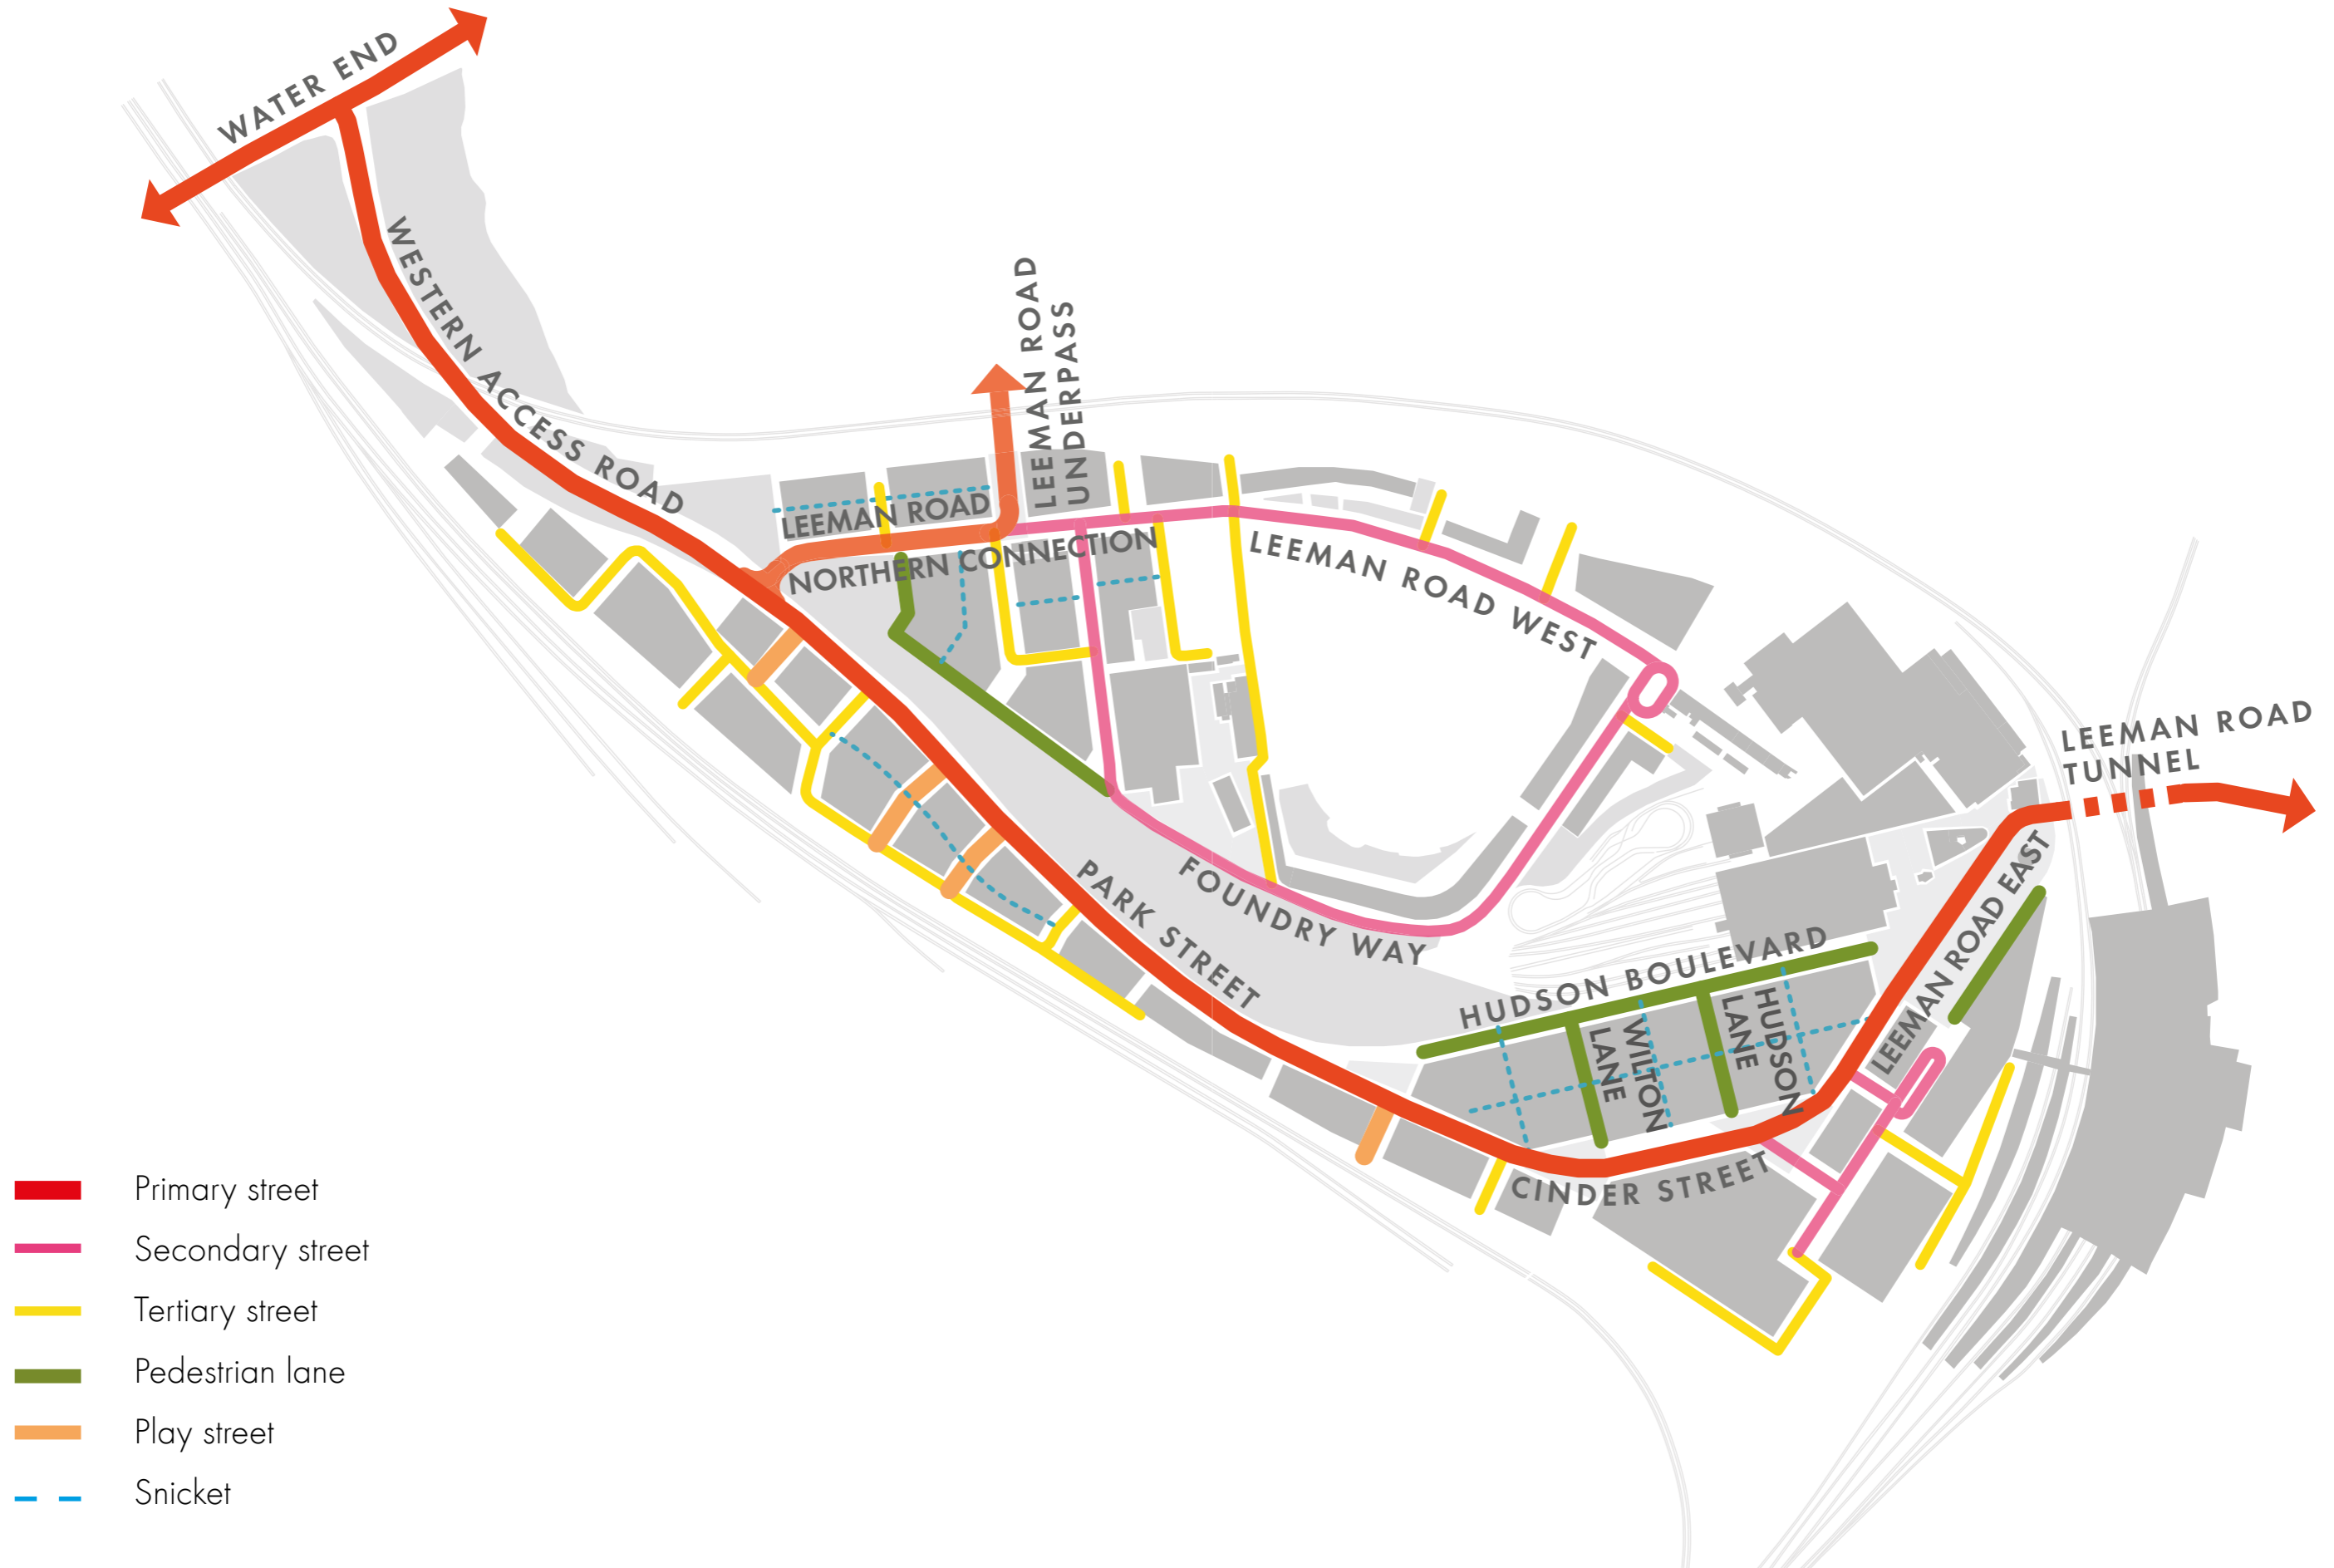 WATER END
WESTERN ACCESS ROAD
LEEMAN ROAD
UNDERPASS
LEEMAN ROAD
NORTHERN CONNECTION
LEEMAN ROAD WEST
LEEMAN ROAD
TUNNEL
PARK STREET
FOUNDRY WAY
LEEMAN ROAD EAST
HUDSON BOULEVARD
WILTON
LANE
HUDSON
LANE
CINDER STREET
Primary street
Secondary street
Tertiary street
Pedestrian lane
Play street
Snicket